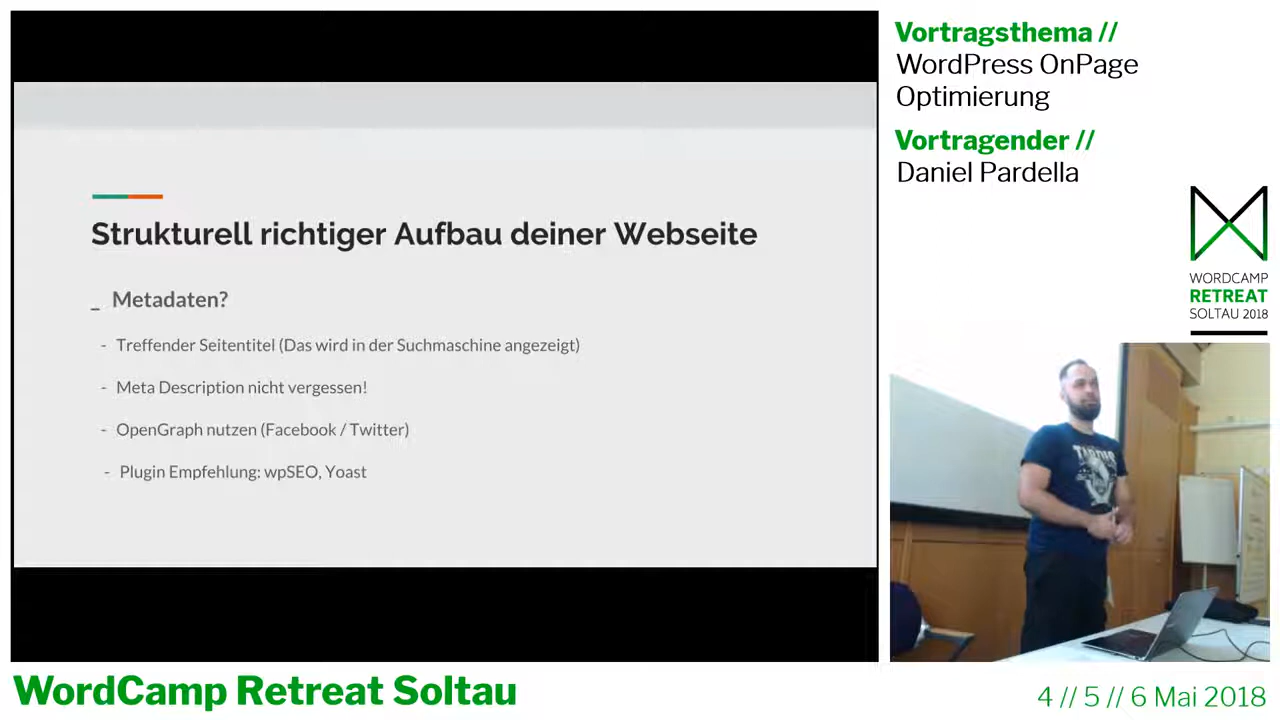 Strukturell richtiger Aufbau deiner Webseite
_ Metadaten?
- Treffender Seitentitel (Das wird in der Suchmaschine angezeigt)
- Meta Description nicht vergessen!
- OpenGraph nutzen (Facebook / Twitter)
- Plugin Empfehlung: wpSEO, Yoast
Vortragsthema //
WordPress OnPage
Optimierung
Vortragender //
Daniel Pardella
WORDCAMP
RETREAT
SOLTAU 2018
WordCamp Retreat Soltau
4 // 5 // 6 Mai 2018